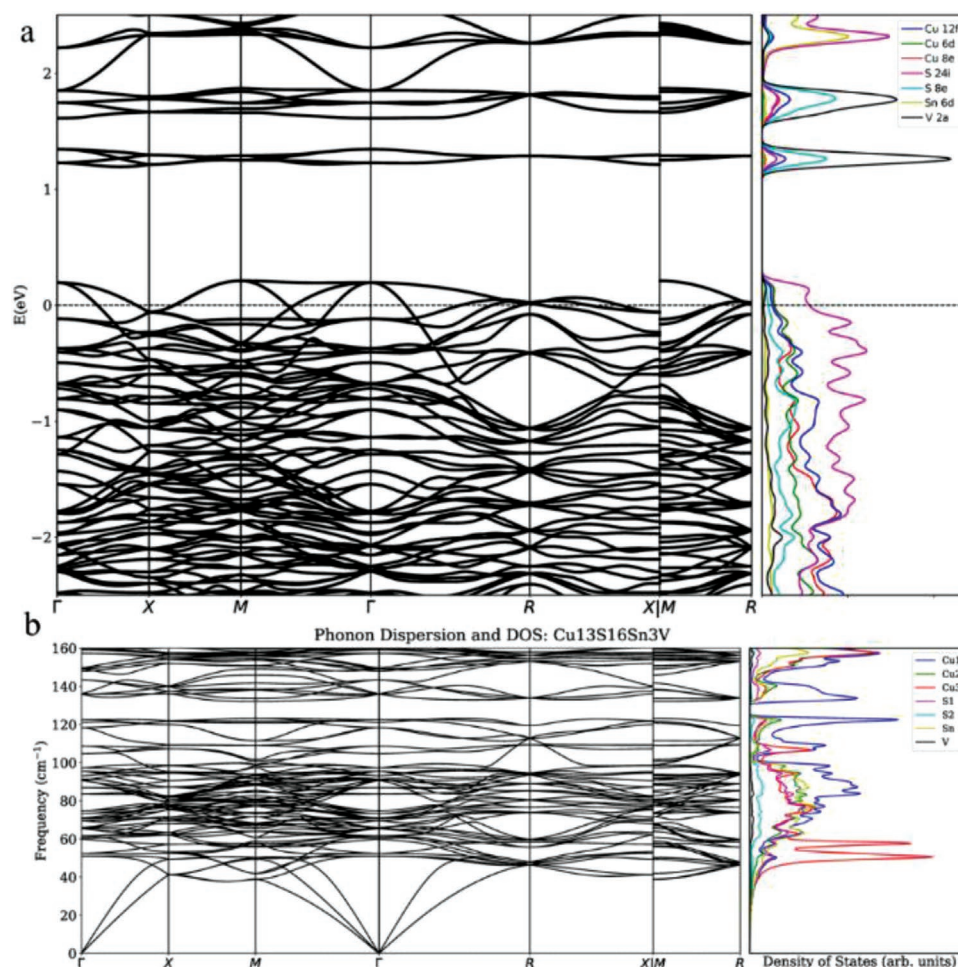 a
2
1
0
−1
−2
E(eV)
Γ X M Γ R X|M R
Cu 12f
Cu 6d
Cu 8e
S 24i
S 8e
Sn 6d
V 2a
b
Phonon Dispersion and DOS: Cu13S16Sn3V
160
140
120
100
80
60
40
20
0
Frequency (cm⁻¹)
Γ X M Γ R X|M R
Cu1
Cu2
Cu3
S1
S2
Sn
V
Density of States (arb. units)